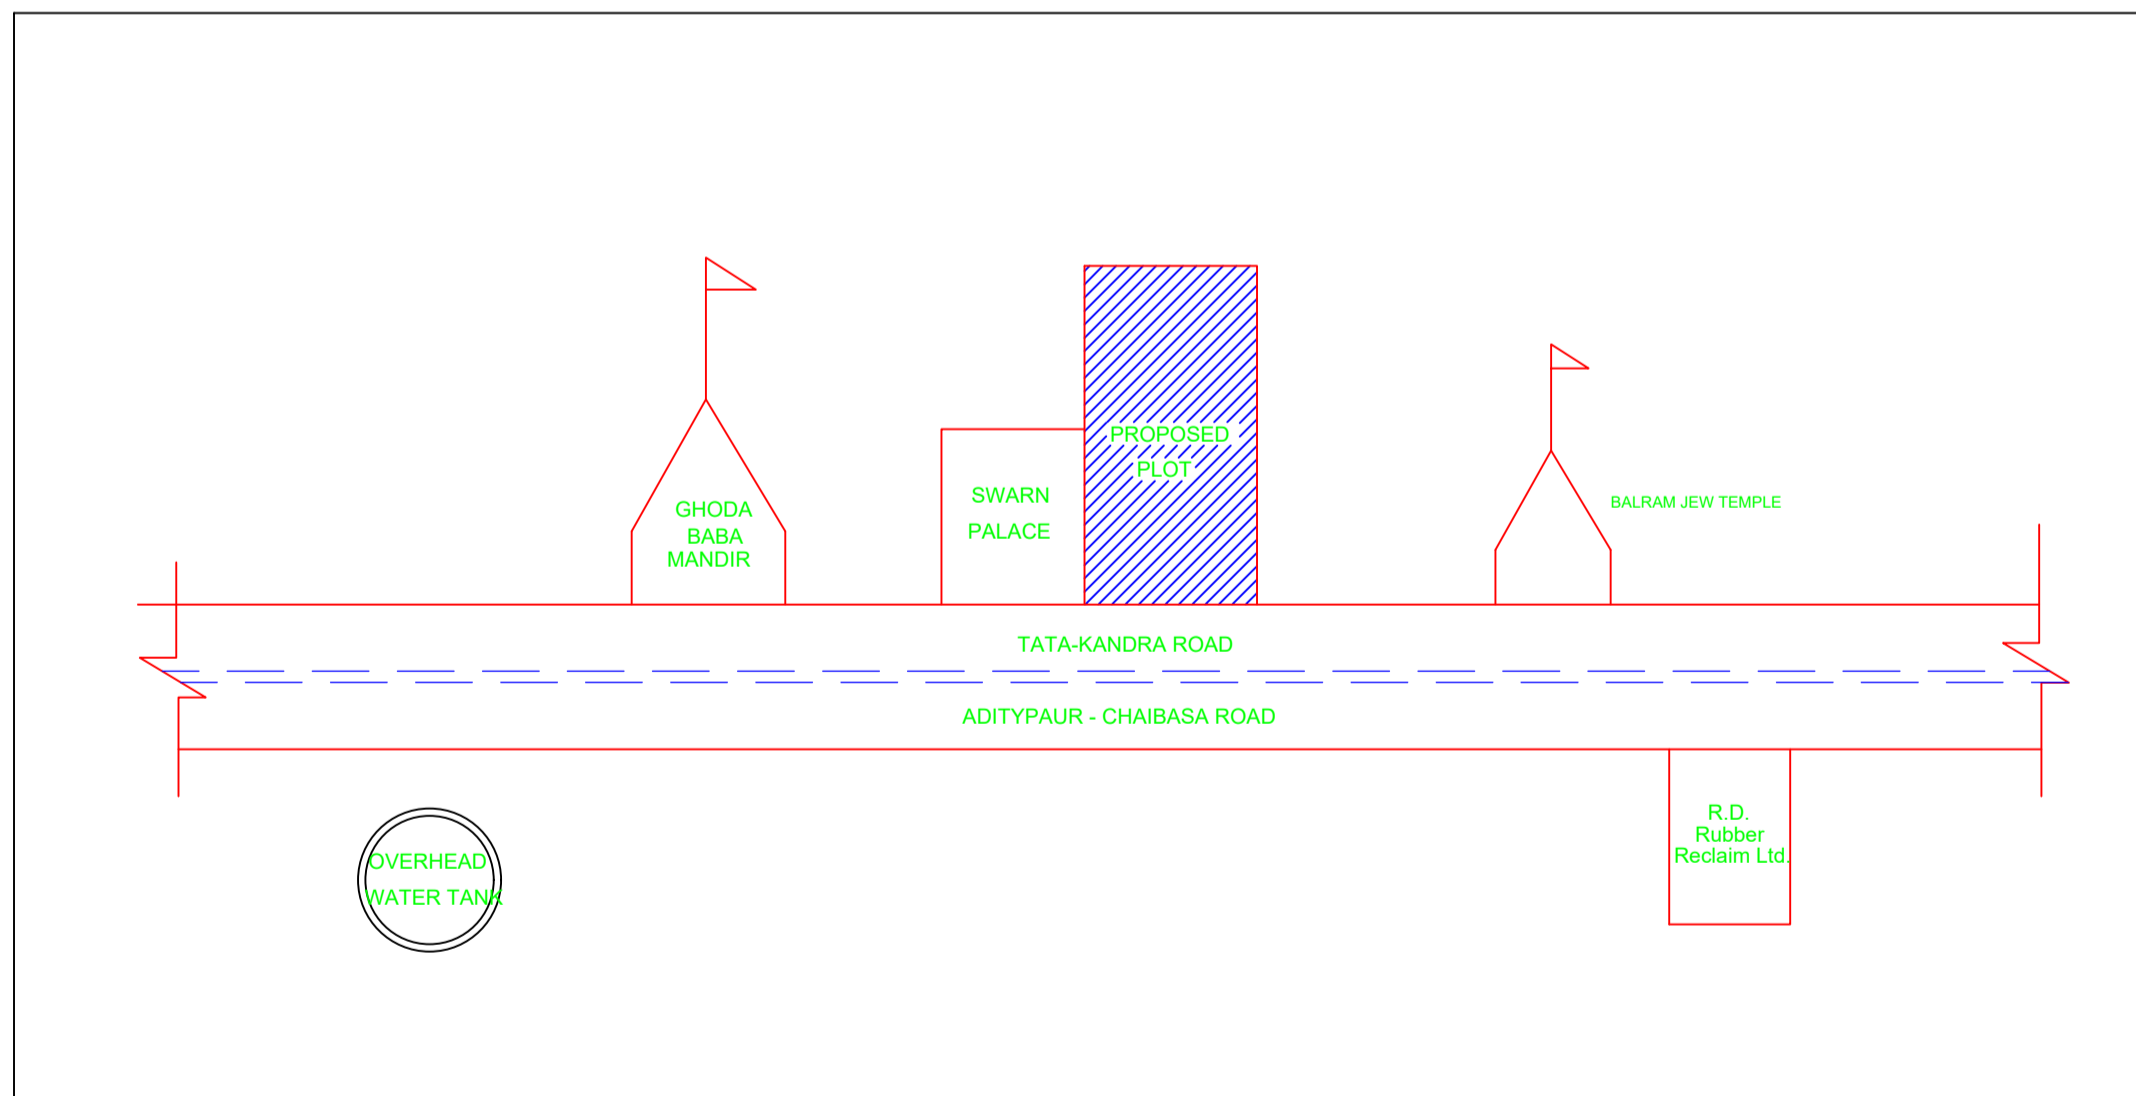 GHODA
BABA
MANDIR
SWARN
PALACE
PROPOSED
PLOT
BALRAM JEW TEMPLE
TATA-KANDRA ROAD
ADITYPAUR - CHAIBASA ROAD
OVERHEAD
WATER TANK
R.D.
Rubber
Reclaim Ltd.